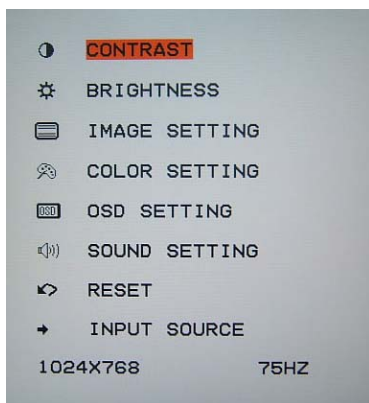 CONTRAST
BRIGHTNESS
IMAGE SETTING
COLOR SETTING
OSD OSD SETTING
SOUND SETTING
RESET
INPUT SOURCE
1024X768 75HZ